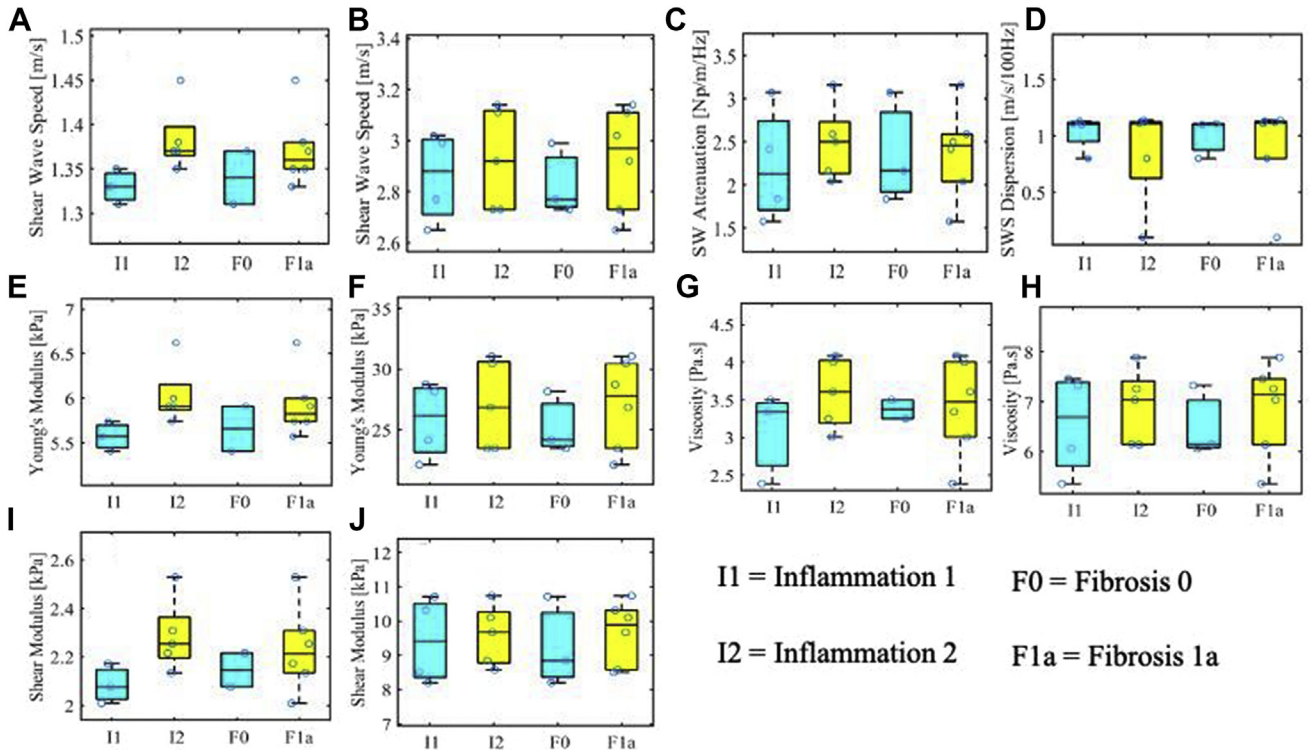 A B C D
Shear Wave Speed [m/s]
1.5
1.45
1.4
1.35
1.3
I1 I2 F0 F1a
Shear Wave Speed [m/s]
3.4
3.2
3.0
2.8
2.6
I1 I2 F0 F1a
SW Attenuation [Np/m/Hz]
3.5
3
2.5
2
1.5
I1 I2 F0 F1a
SWS Dispersion [m/s/100Hz]
1.5
1
0.5
I1 I2 F0 F1a
E F G H
Young's Modulus [kPa]
7
6.5
6
5.5
I1 I2 F0 F1a
Young's Modulus [kPa]
35
30
25
I1 I2 F0 F1a
Viscosity [Pa.s]
4.5
4
3.5
3
2.5
I1 I2 F0 F1a
Viscosity [Pa.s]
8
7
6
I1 I2 F0 F1a
I J
Shear Modulus [kPa]
2.6
2.4
2.2
2
I1 I2 F0 F1a
Shear Modulus [kPa]
12
11
10
9
8
7
I1 I2 F0 F1a
I1 = Inflammation 1 F0 = Fibrosis 0
I2 = Inflammation 2 F1a = Fibrosis 1a